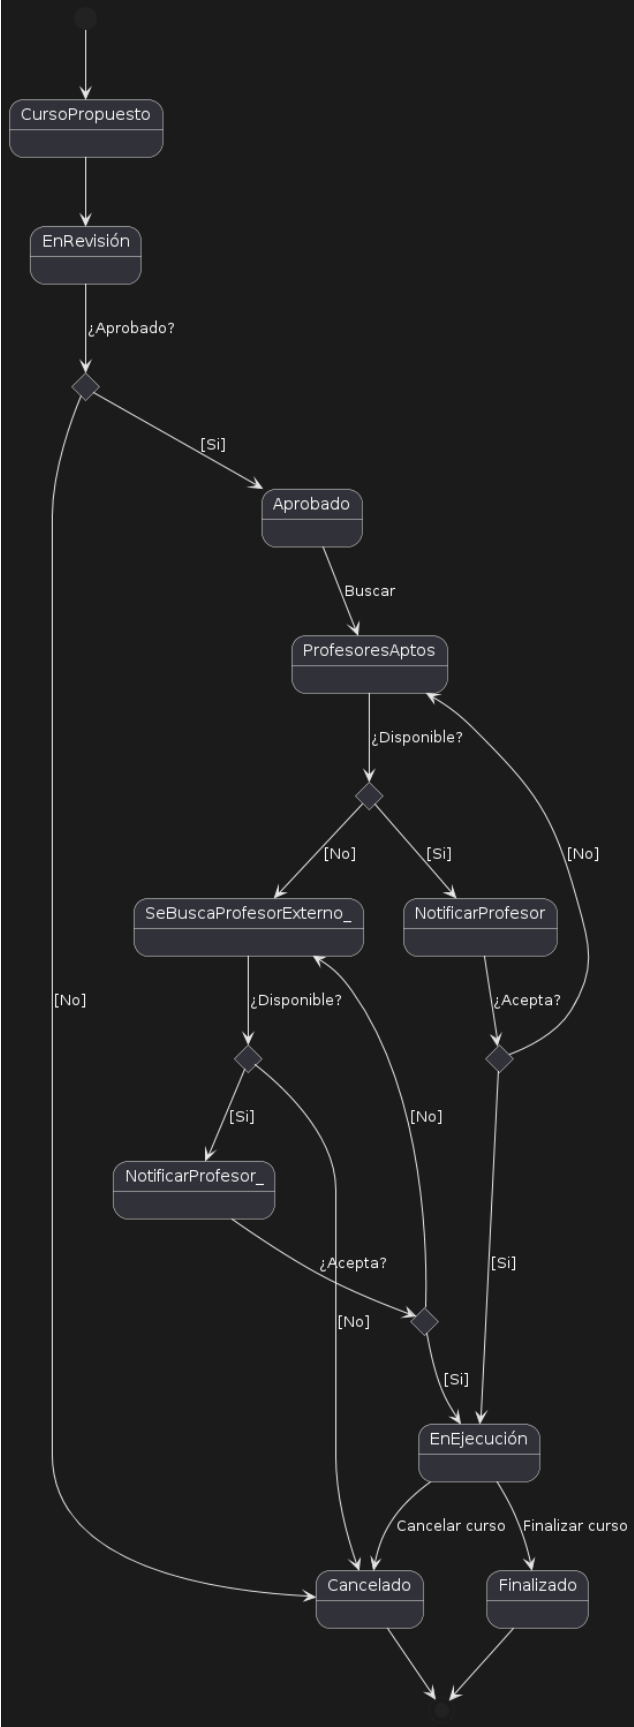 CursoPropuesto
EnRevisión
¿Aprobado?
[Si]
Aprobado
Buscar
ProfesoresAptos
¿Disponible?
[No]
[Si]
[No]
SeBuscaProfesorExterno_
NotificarProfesor
[No]
¿Disponible?
¿Acepta?
[Si]
[No]
NotificarProfesor_
¿Acepta?
[Si]
[No]
[Si]
EnEjecución
Cancelar curso
Finalizar curso
Cancelado
Finalizado